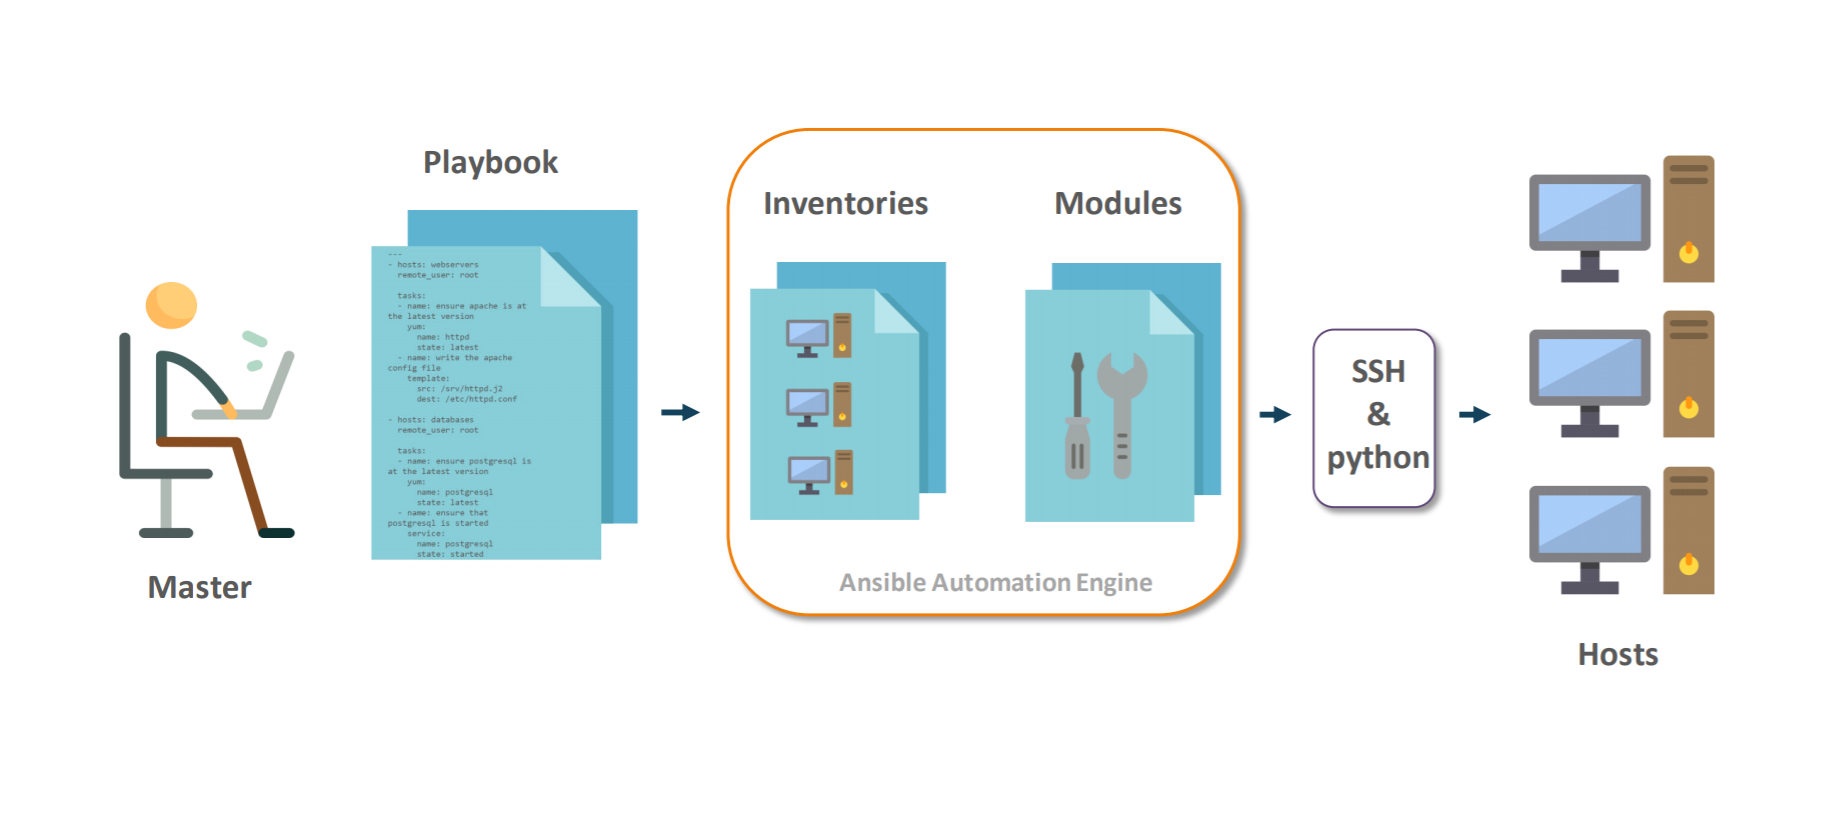 Playbook
---
- hosts: webservers
remote_user: root
tasks:
- name: ensure apache is at
the latest version
yum:
name: httpd
state: latest
- name: write the apache
config file
template:
src: /srv/httpd.j2
dest: /etc/httpd.conf
- hosts: databases
remote_user: root
tasks:
- name: ensure postgresql is
at the latest version
yum:
name: postgresql
state: latest
- name: ensure that
postgresql is started
service:
name: postgresql
state: started
Master
Inventories
Modules
Ansible Automation Engine
SSH
&
python
Hosts